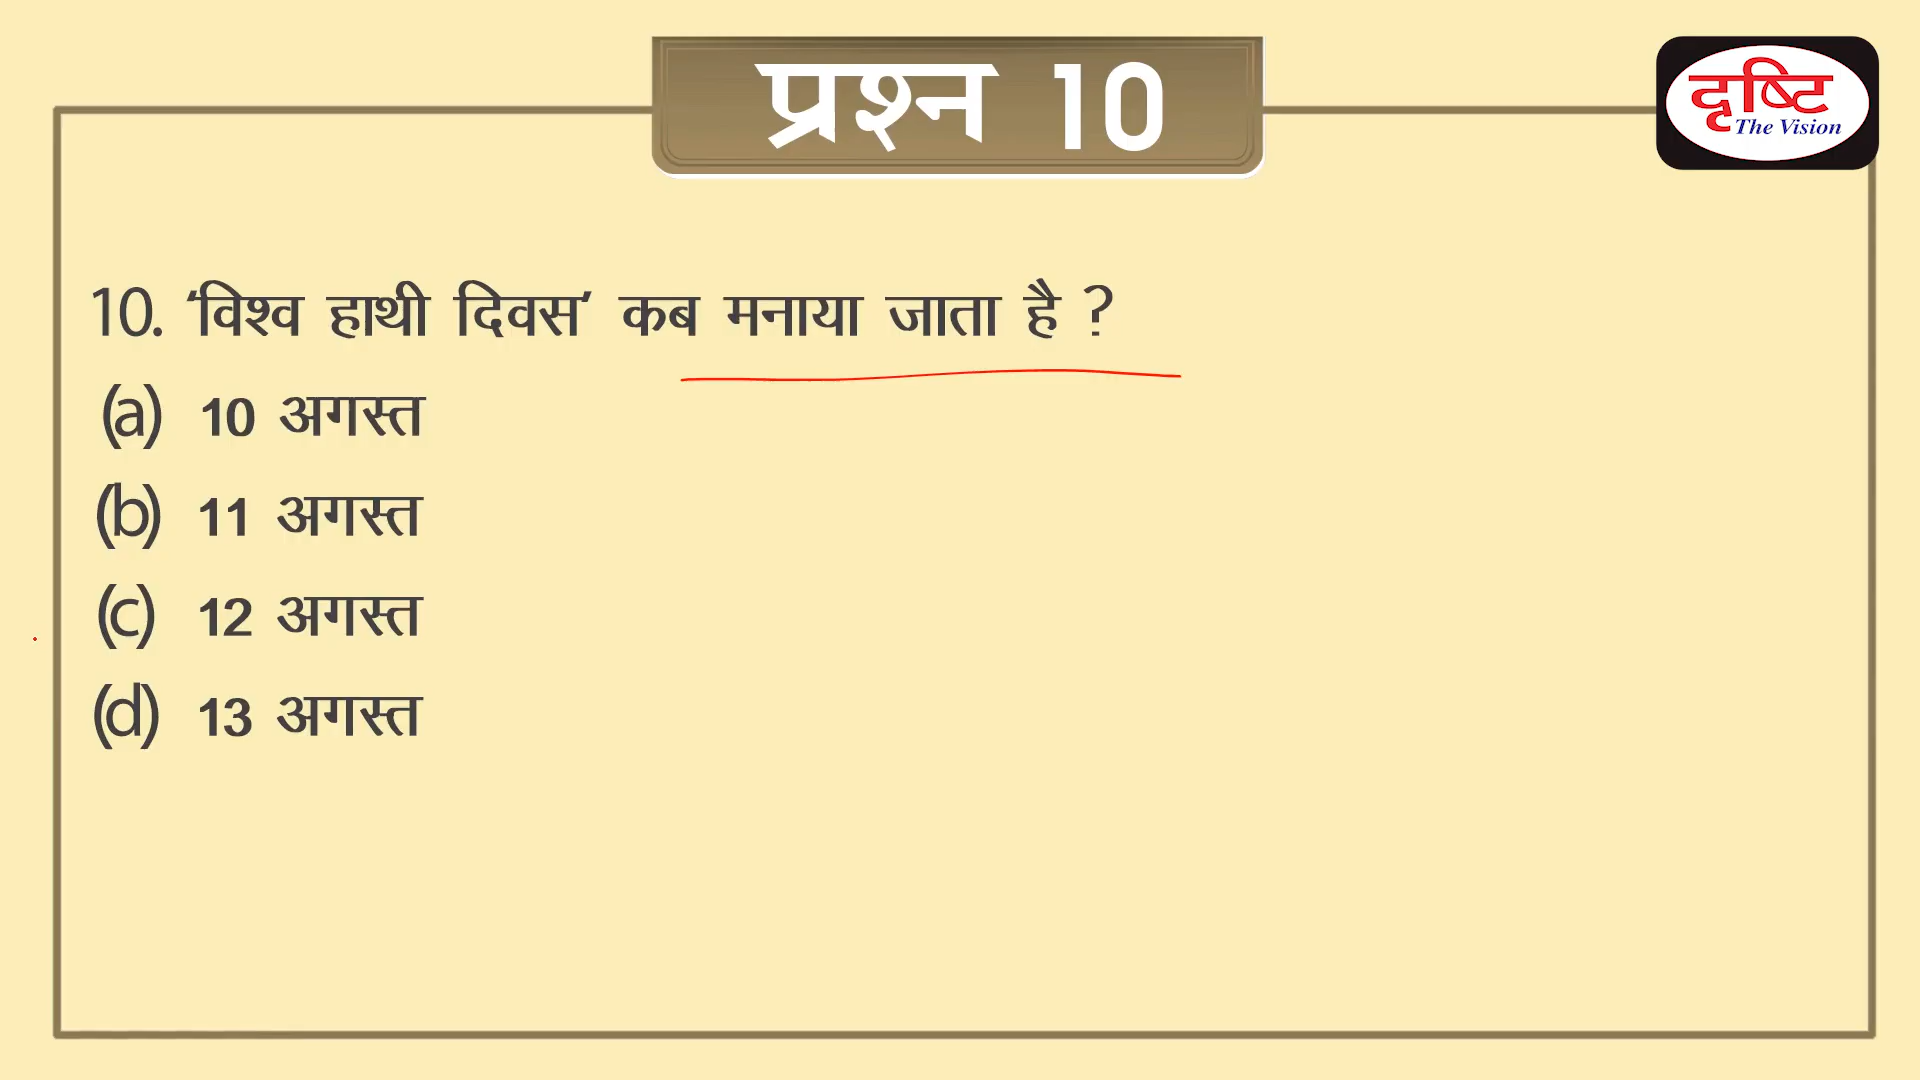 प्रश्न 10
दृष्टि
The Vision
10. ‘विश्व हाथी दिवस’ कब मनाया जाता है ?
(a) 10 अगस्त
(b) 11 अगस्त
(c) 12 अगस्त
(d) 13 अगस्त